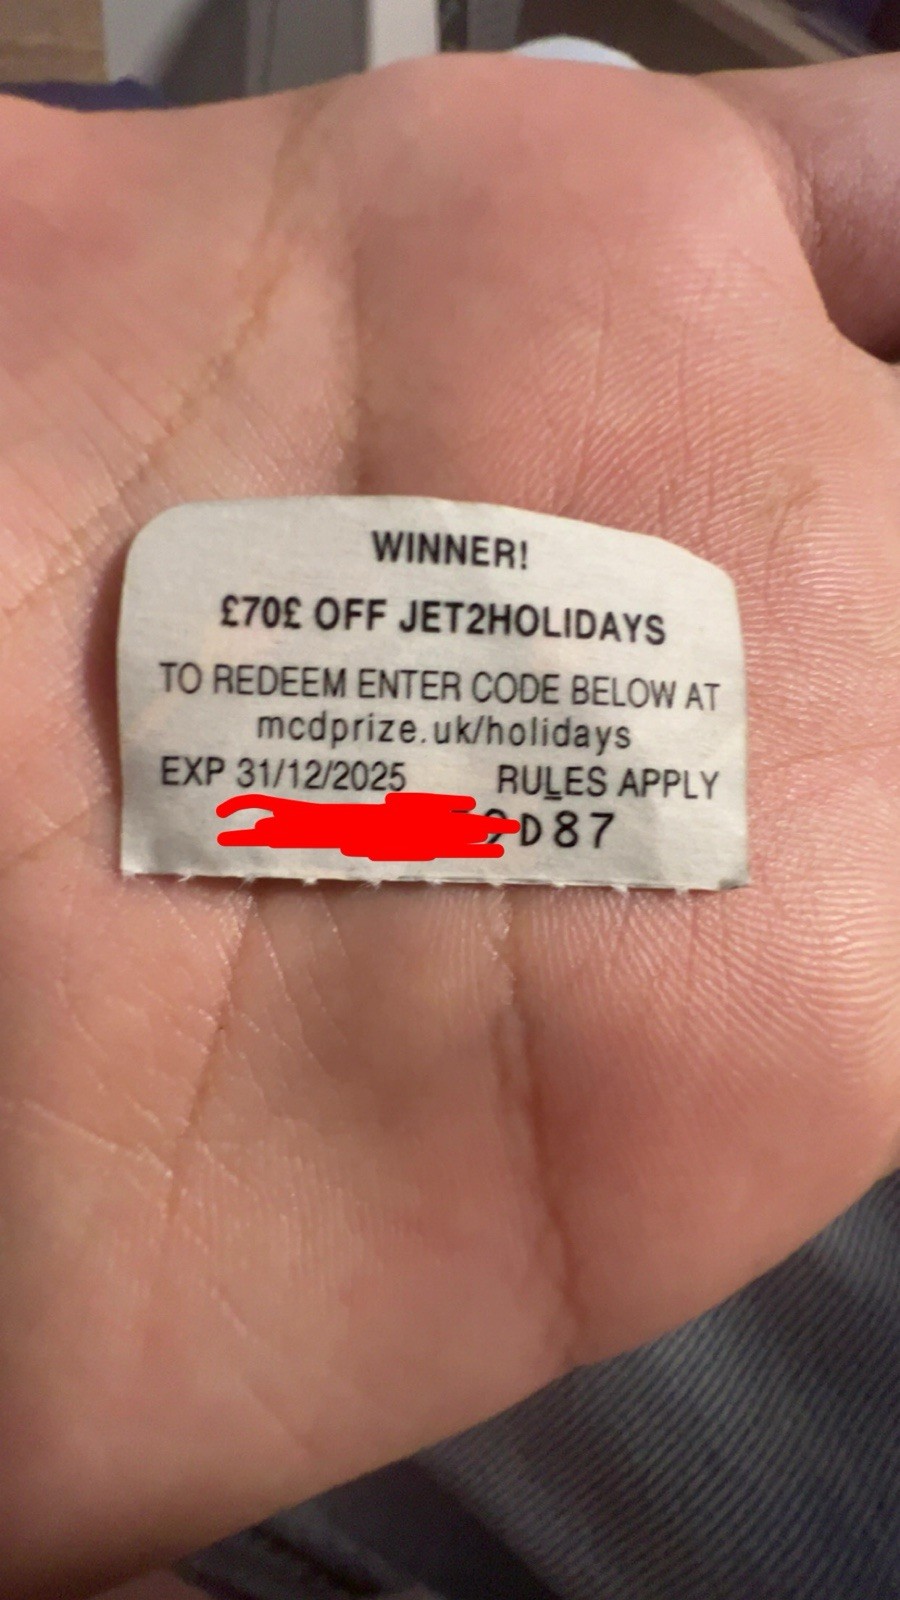 WINNER!
£70£ OFF JET2HOLIDAYS
TO REDEEM ENTER CODE BELOW AT
mcdprize.uk/holidays
EXP 31/12/2025 RULES APPLY
D87